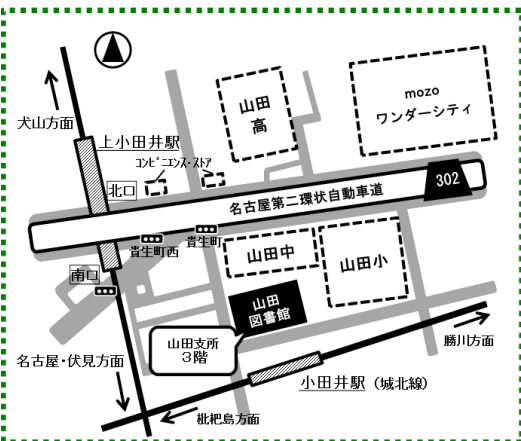 mozo
ワンダーシティ
山田
高
犬山方面
上小田井駅
コンビニエンス・ストア
北口
302
名古屋第二環状自動車道
貴生町西
貴生町
山田中
山田小
南口
山田
図書館
山田支所
3階
名古屋・伏見方面
勝川方面
小田井駅（城北線）
枇杷島方面